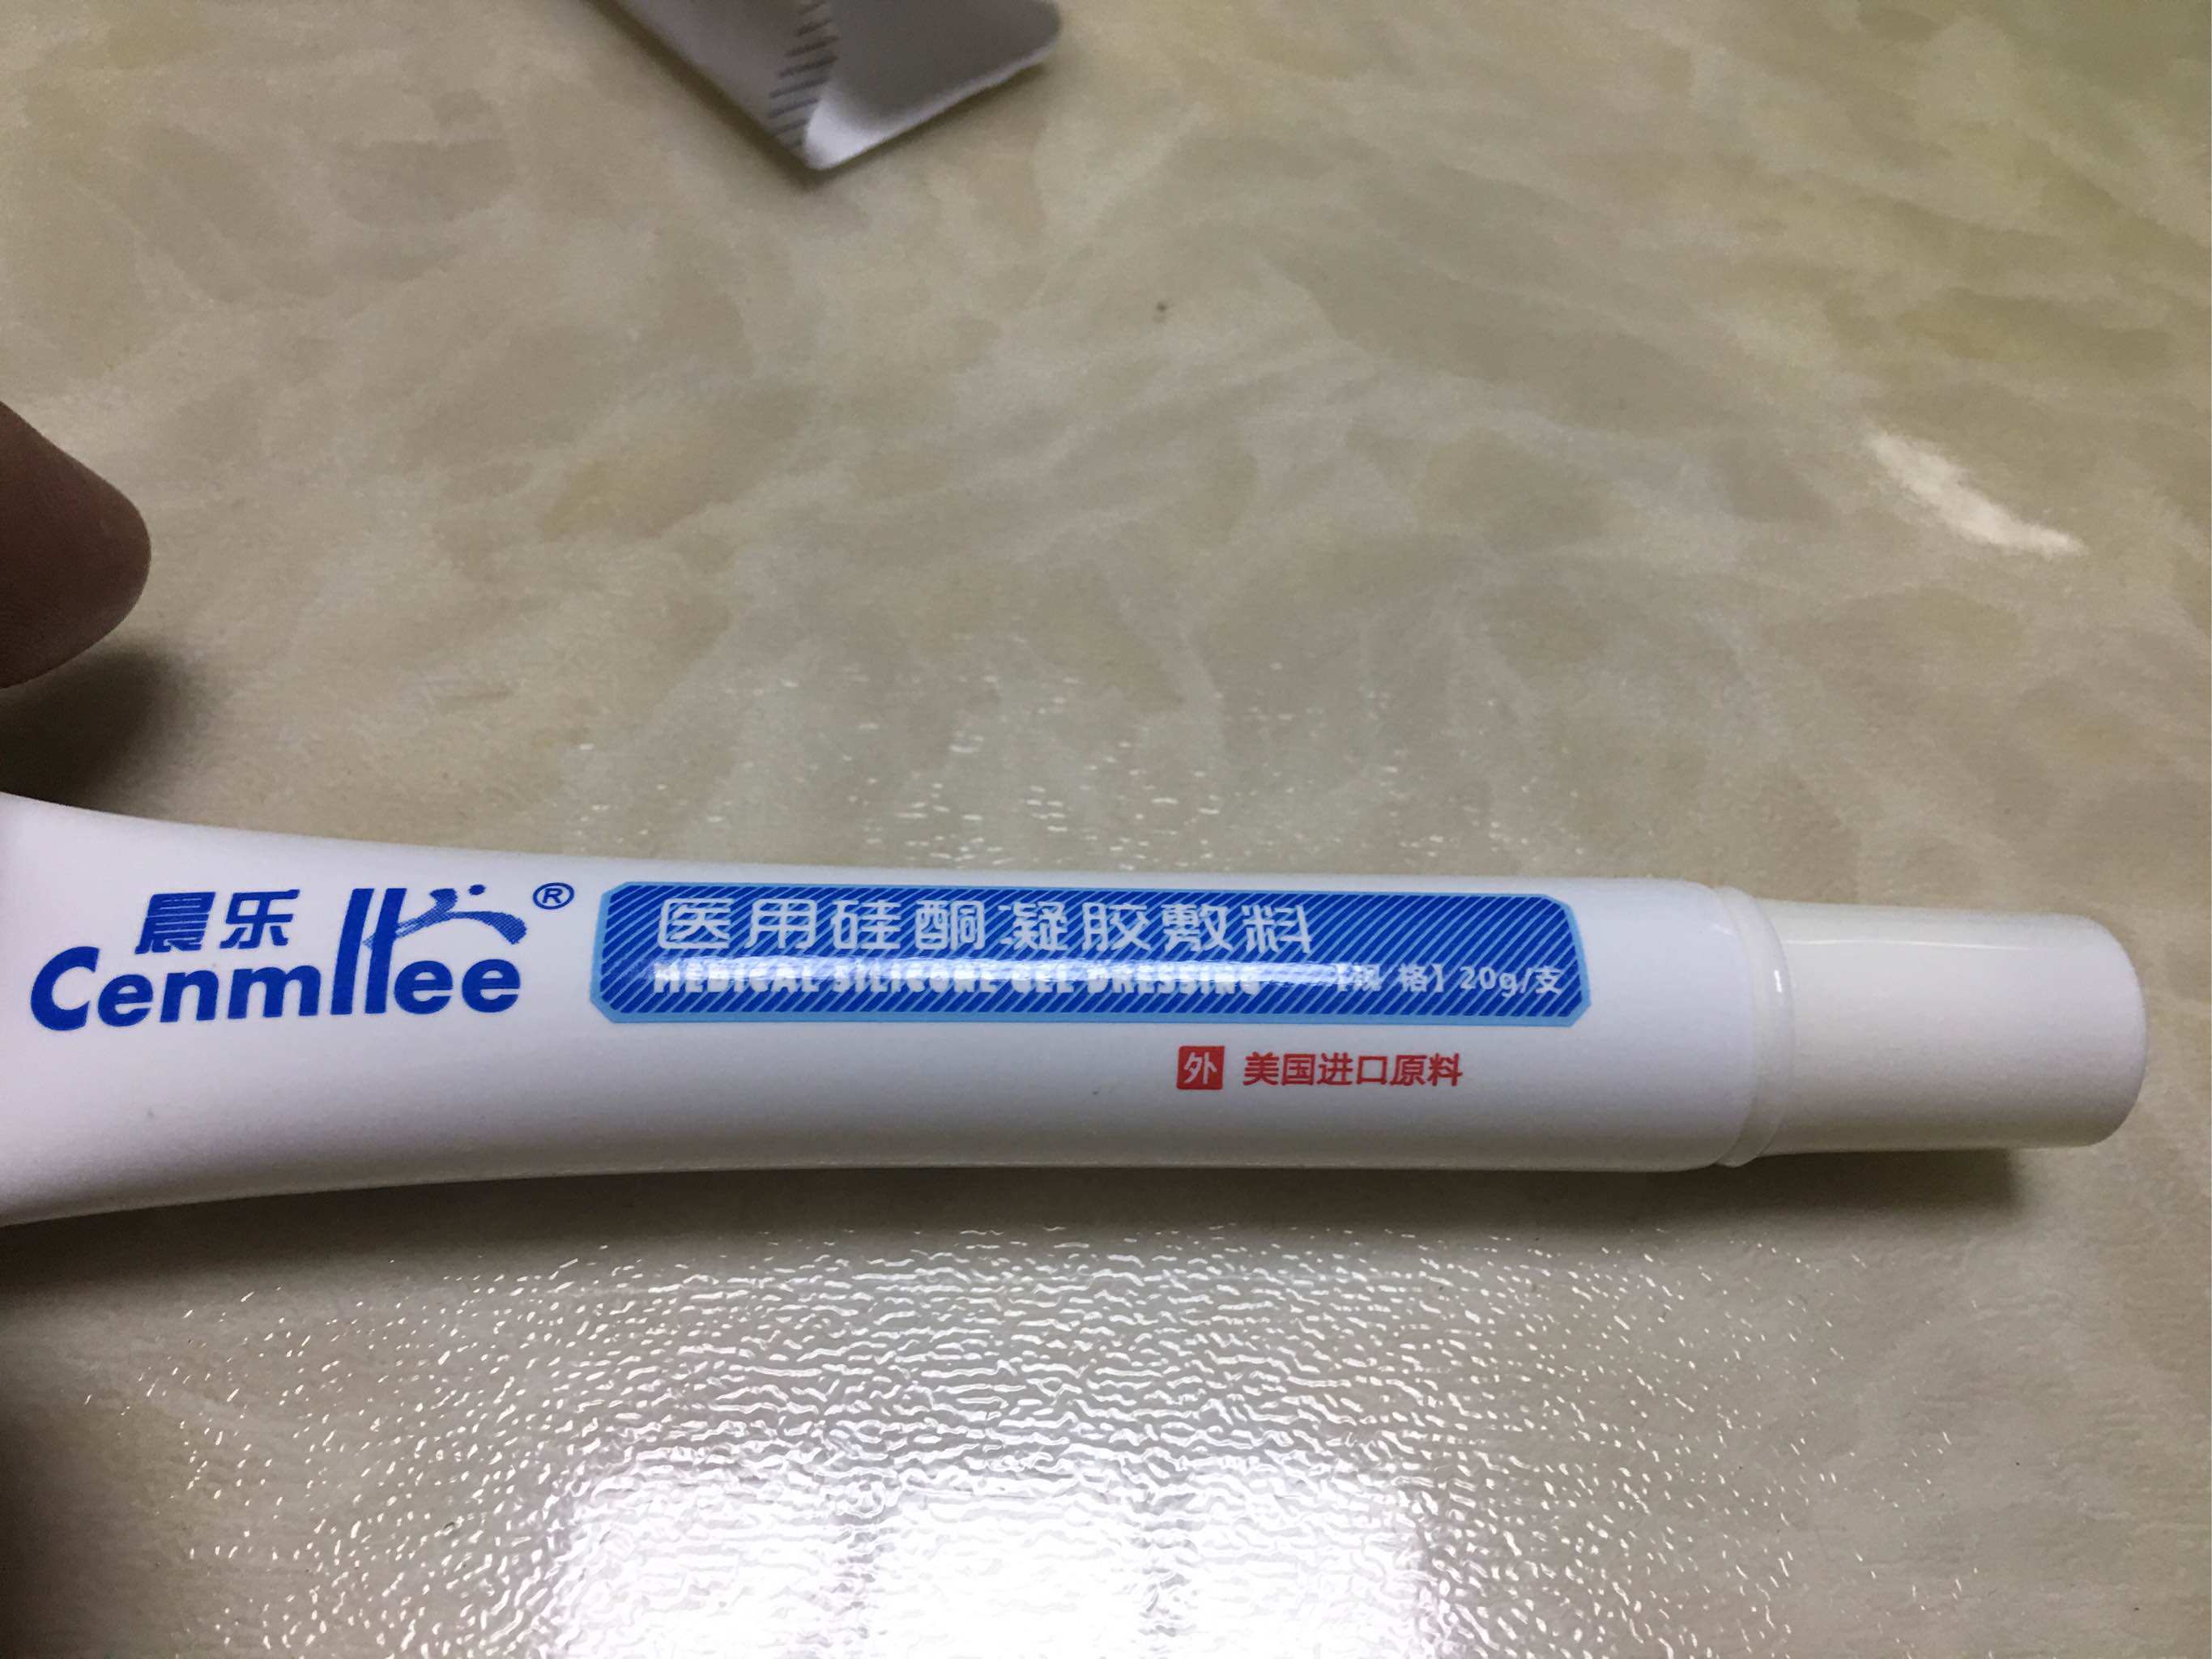 晨乐
Cenmllee®
医用硅酮凝胶敷料
MEDICAL SILICONE GEL DRESSING 【规 格】20g/支
外 美国进口原料